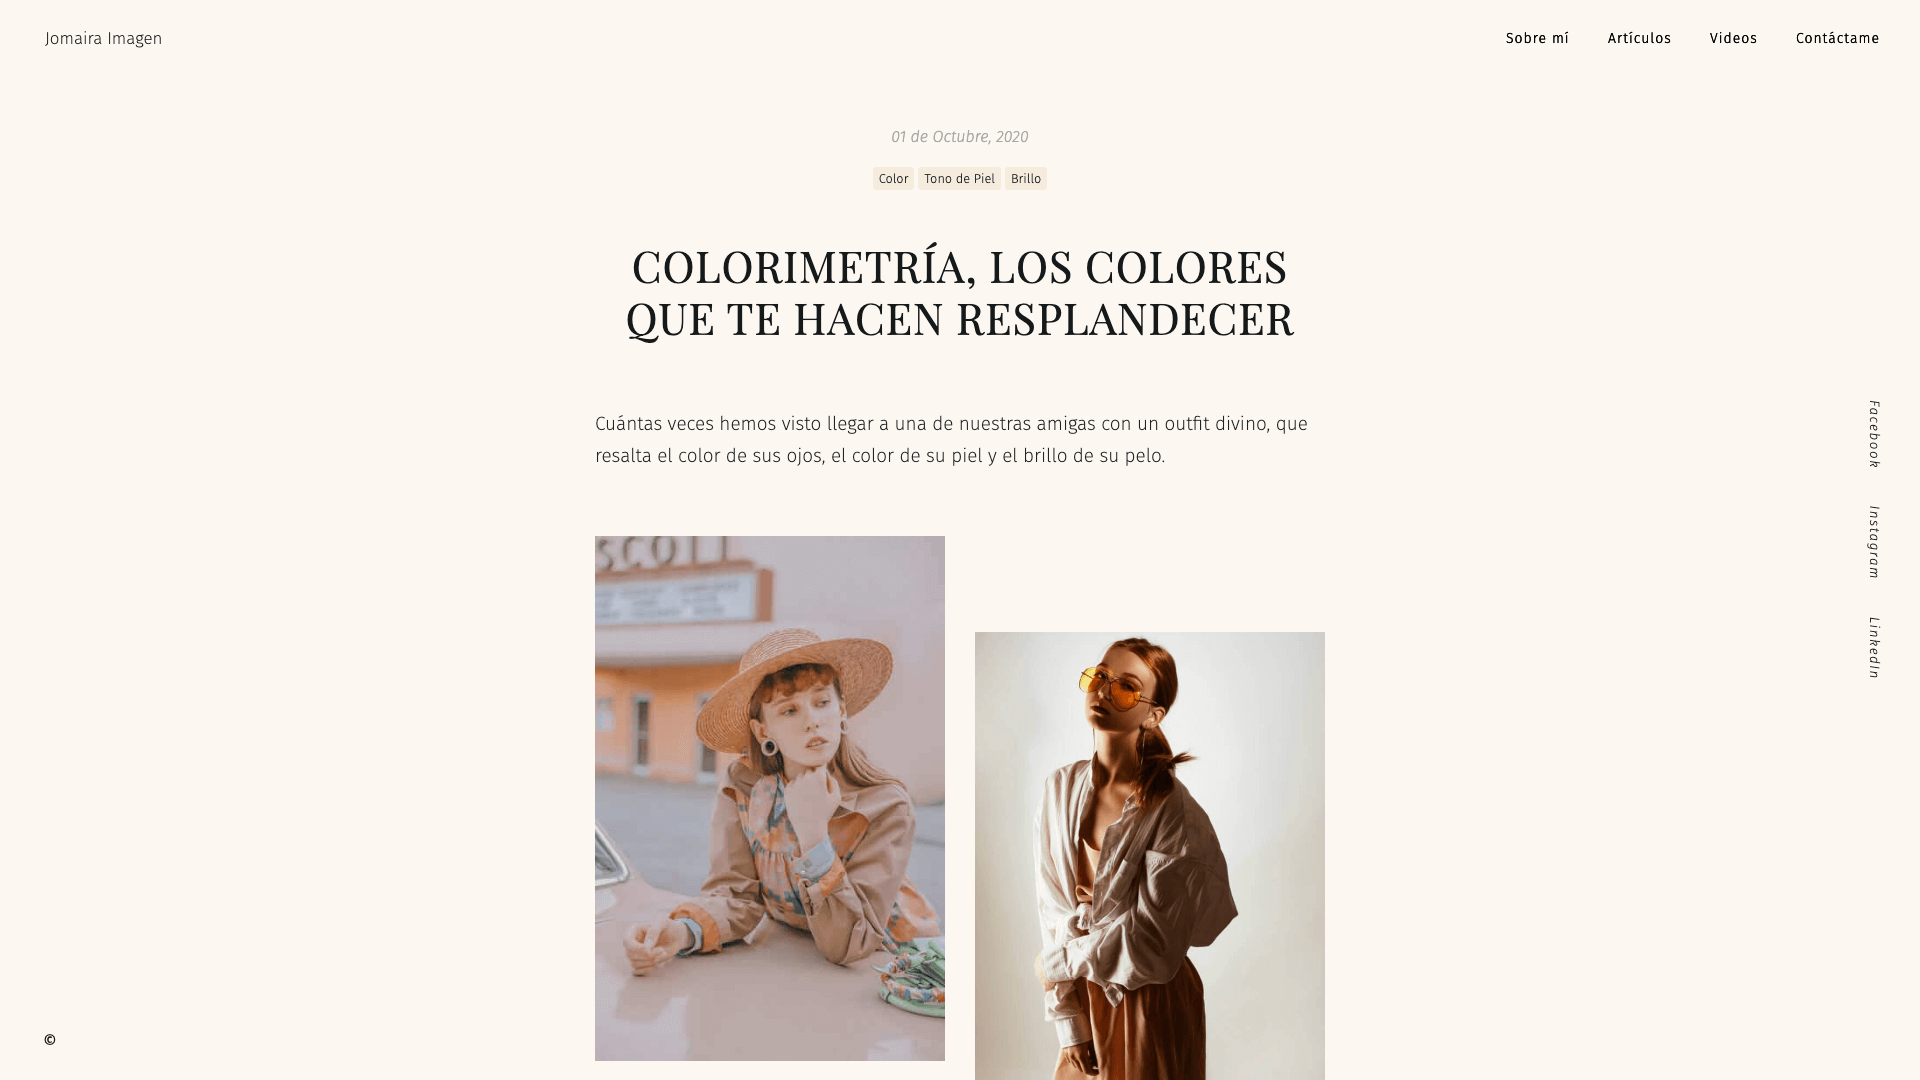 Jomaira Imagen
Sobre mí
Artículos
Videos
Contáctame
01 de Octubre, 2020
Color
Tono de Piel
Brillo
COLORIMETRÍA, LOS COLORES
QUE TE HACEN RESPLANDECER
Cuántas veces hemos visto llegar a una de nuestras amigas con un outfit divino, que
resalta el color de sus ojos, el color de su piel y el brillo de su pelo.
Facebook
Instagram
LinkedIn
©